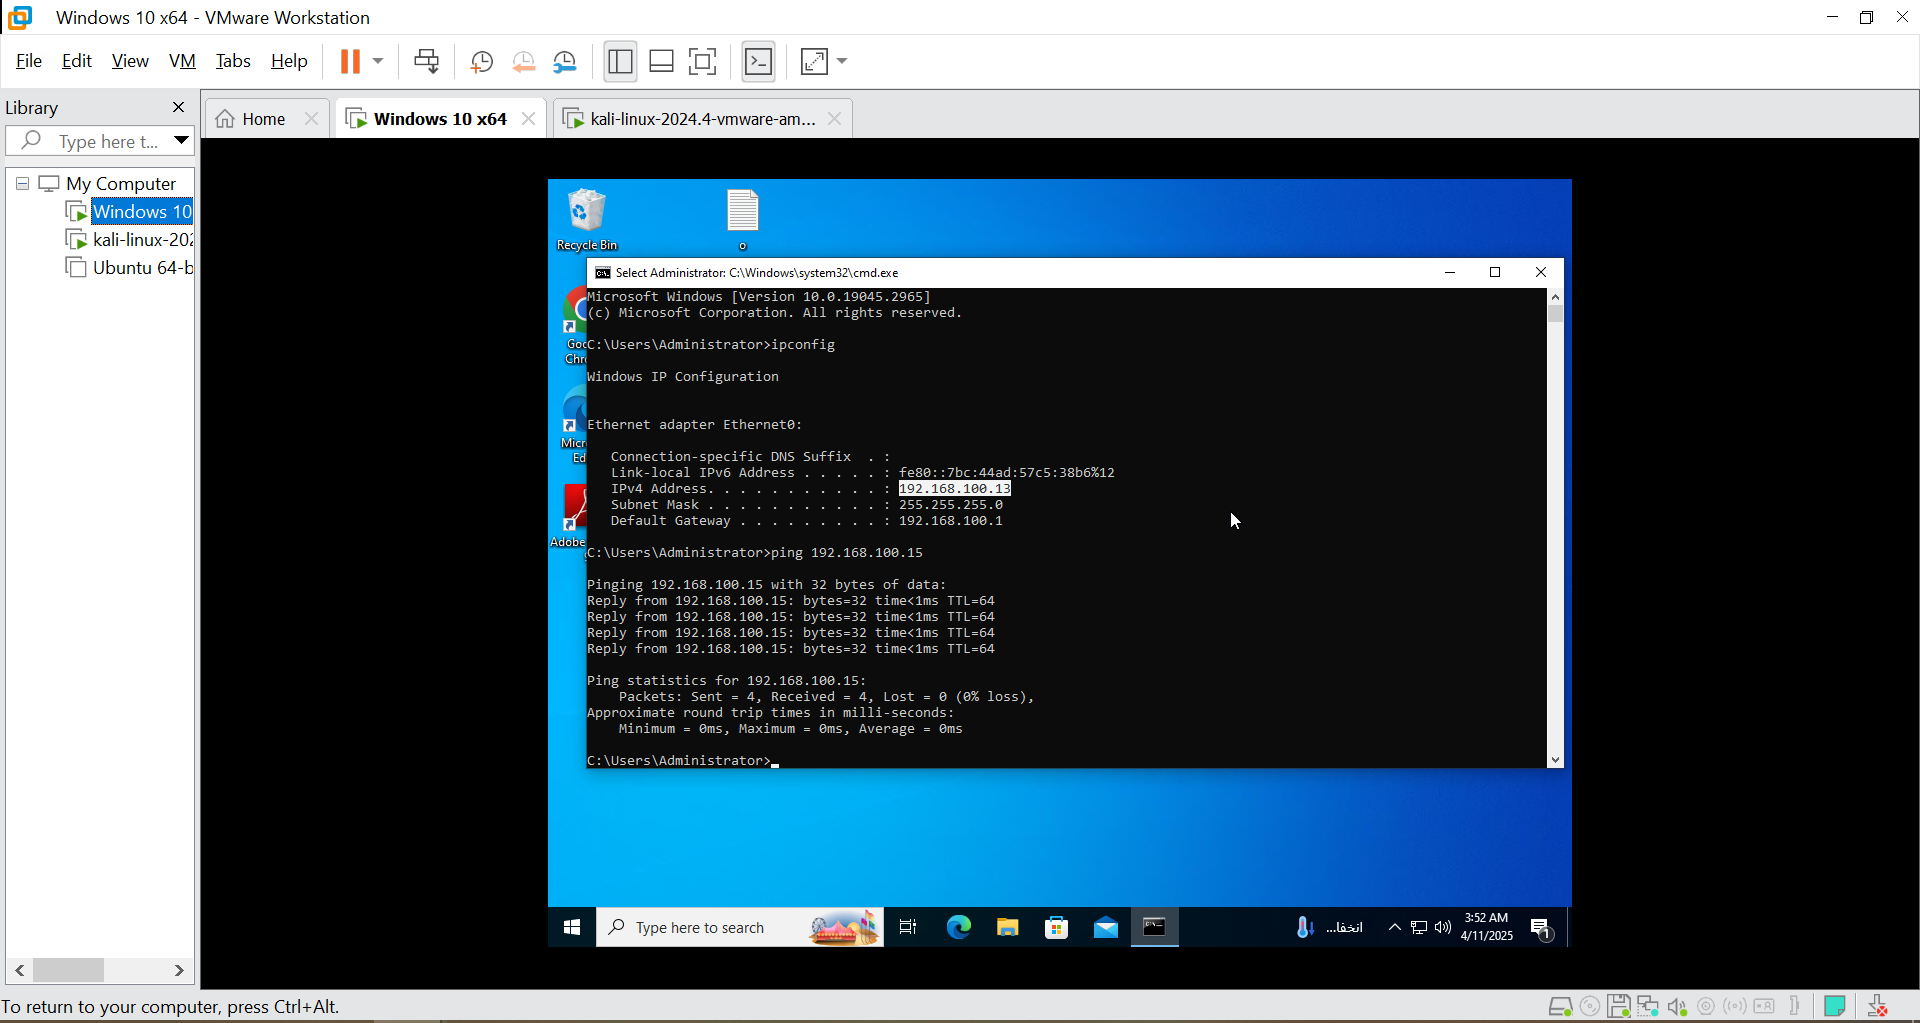 Windows 10 x64 - VMware Workstation
File Edit View VM Tabs Help
Library
Home
Windows 10 x64
kali-linux-2024.4-vmware-am...
Type here t...
My Computer
Windows 10
kali-linux-202
Ubuntu 64-b
Recycle Bin
o
Select Administrator: C:\Windows\system32\cmd.exe
Microsoft Windows [Version 10.0.19045.2965]
(c) Microsoft Corporation. All rights reserved.
Goo
Chr
C:\Users\Administrator>ipconfig
Windows IP Configuration
Ethernet adapter Ethernet0:
Micr
Ed
Connection-specific DNS Suffix . :
Link-local IPv6 Address . . . . . : fe80::7bc:44ad:57c5:38b6%12
IPv4 Address. . . . . . . . . . . : 192.168.100.13
Subnet Mask . . . . . . . . . . . : 255.255.255.0
Default Gateway . . . . . . . . . : 192.168.100.1
Adobe
C:\Users\Administrator>ping 192.168.100.15
Pinging 192.168.100.15 with 32 bytes of data:
Reply from 192.168.100.15: bytes=32 time<1ms TTL=64
Reply from 192.168.100.15: bytes=32 time<1ms TTL=64
Reply from 192.168.100.15: bytes=32 time<1ms TTL=64
Reply from 192.168.100.15: bytes=32 time<1ms TTL=64
Ping statistics for 192.168.100.15:
Packets: Sent = 4, Received = 4, Lost = 0 (0% loss),
Approximate round trip times in milli-seconds:
Minimum = 0ms, Maximum = 0ms, Average = 0ms
C:\Users\Administrator>
Type here to search
انخفا...
3:52 AM
4/11/2025
1
To return to your computer, press Ctrl+Alt.